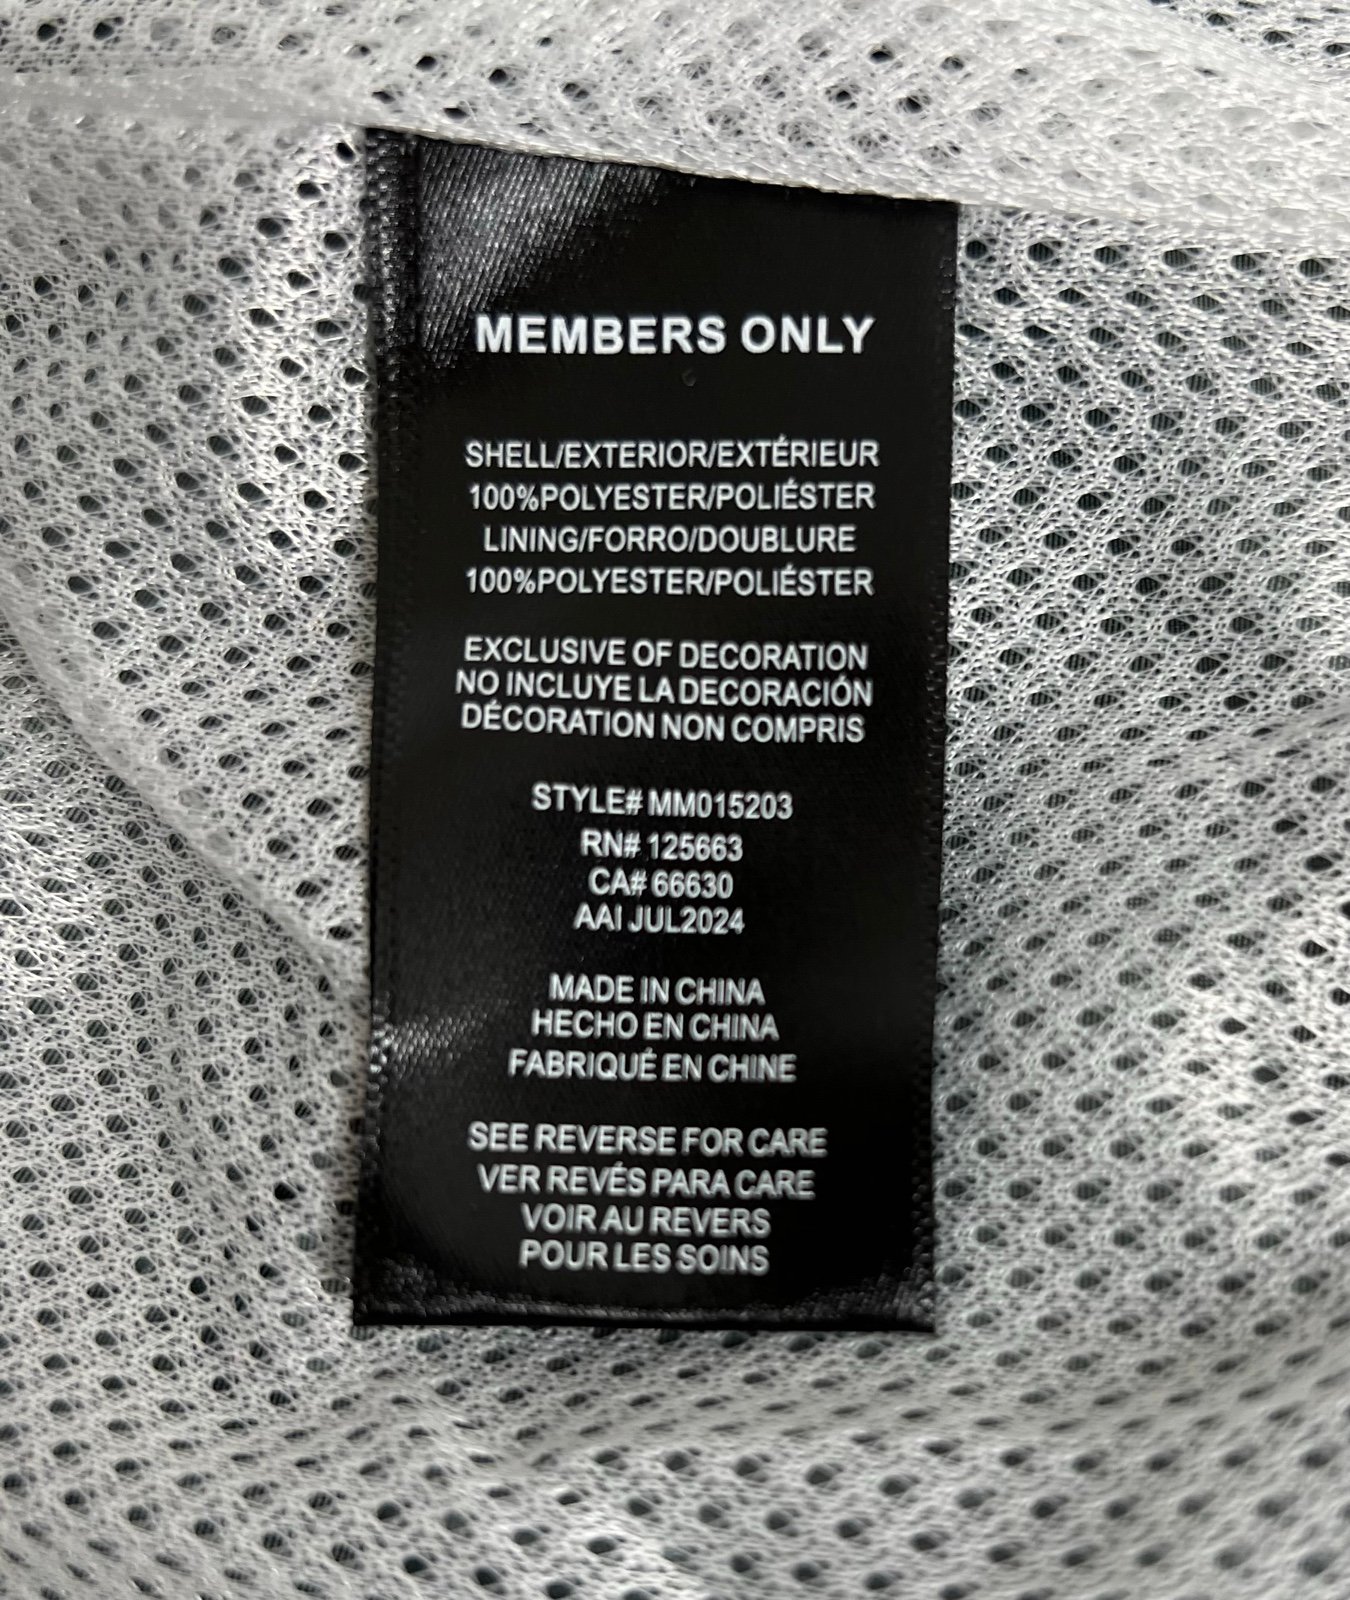 MEMBERS ONLY
SHELL/EXTERIOR/EXTÉRIEUR
100%POLYESTER/POLIÉSTER
LINING/FORRO/DOUBLURE
100%POLYESTER/POLIÉSTER
EXCLUSIVE OF DECORATION
NO INCLUYE LA DECORACIÓN
DÉCORATION NON COMPRIS
STYLE# MM015203
RN# 125663
CA# 66630
AAI JUL2024
MADE IN CHINA
HECHO EN CHINA
FABRIQUÉ EN CHINE
SEE REVERSE FOR CARE
VER REVÉS PARA CARE
VOIR AU REVERS
POUR LES SOINS